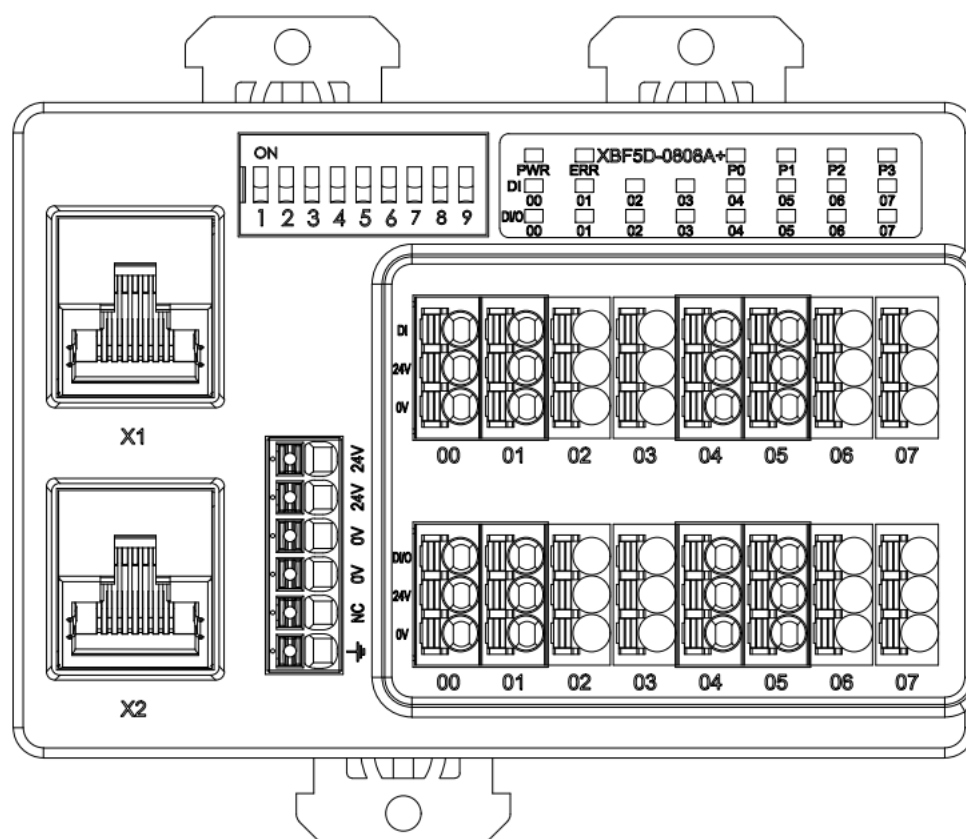 ON
1 2 3 4 5 6 7 8 9
XBF5D-0808A+
PWR ERR P0 P1 P2 P3
DI
00 01 02 03 04 05 06 07
DI/O
00 01 02 03 04 05 06 07
X1
X2
24V
24V
0V
0V
NC
DI
24V
0V
00 01 02 03 04 05 06 07
DI/O
24V
0V
00 01 02 03 04 05 06 07